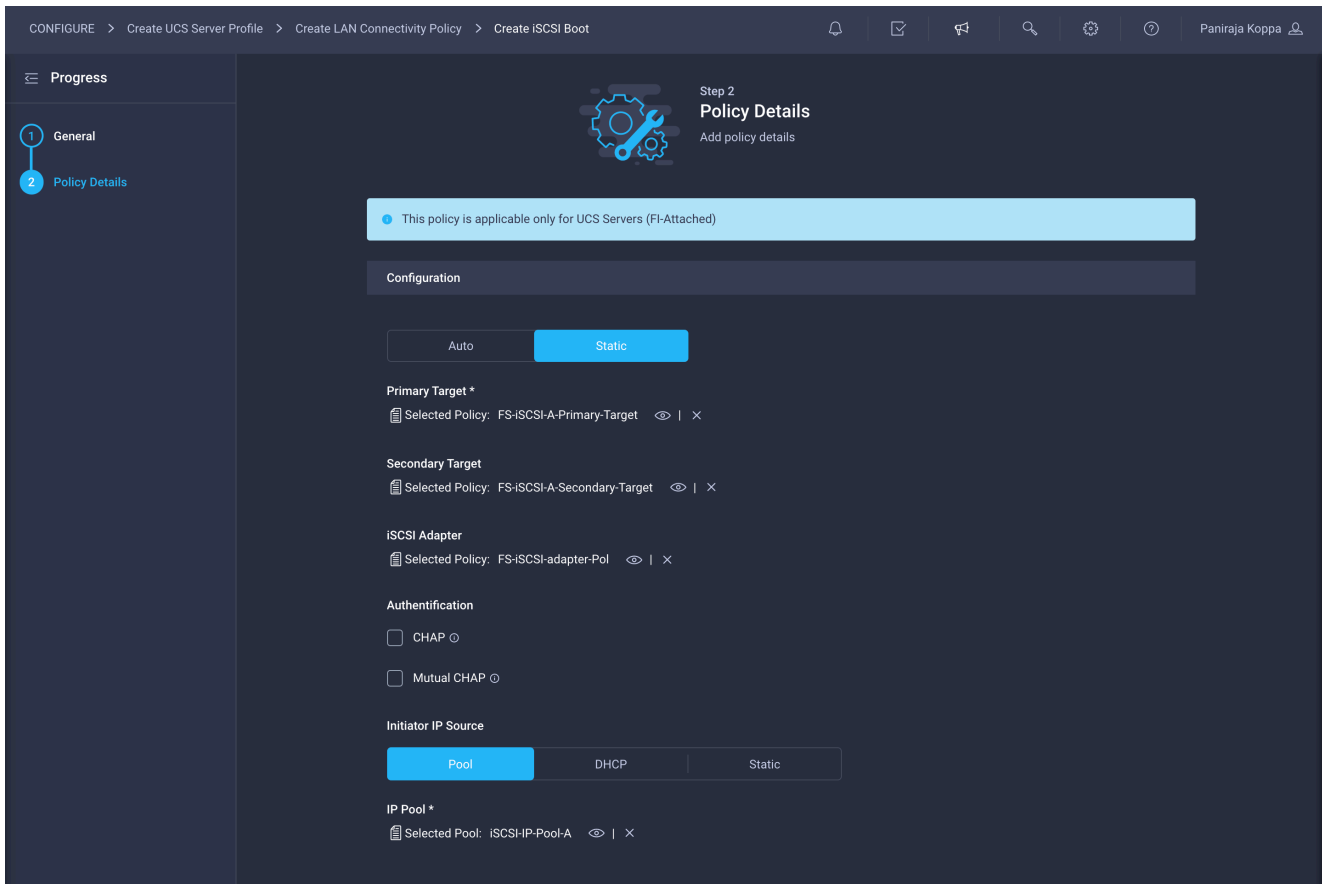 CONFIGURE > Create UCS Server Profile > Create LAN Connectivity Policy > Create iSCSI Boot
Paniraja Koppa
Progress
1 General
2 Policy Details
Step 2
Policy Details
Add policy details
This policy is applicable only for UCS Servers (FI-Attached)
Configuration
Auto Static
Primary Target *
Selected Policy: FS-iSCSI-A-Primary-Target |
Secondary Target
Selected Policy: FS-iSCSI-A-Secondary-Target |
iSCSI Adapter
Selected Policy: FS-iSCSI-adapter-Pol |
Authentification
CHAP
Mutual CHAP
Initiator IP Source
Pool DHCP Static
IP Pool *
Selected Pool: iSCSI-IP-Pool-A |